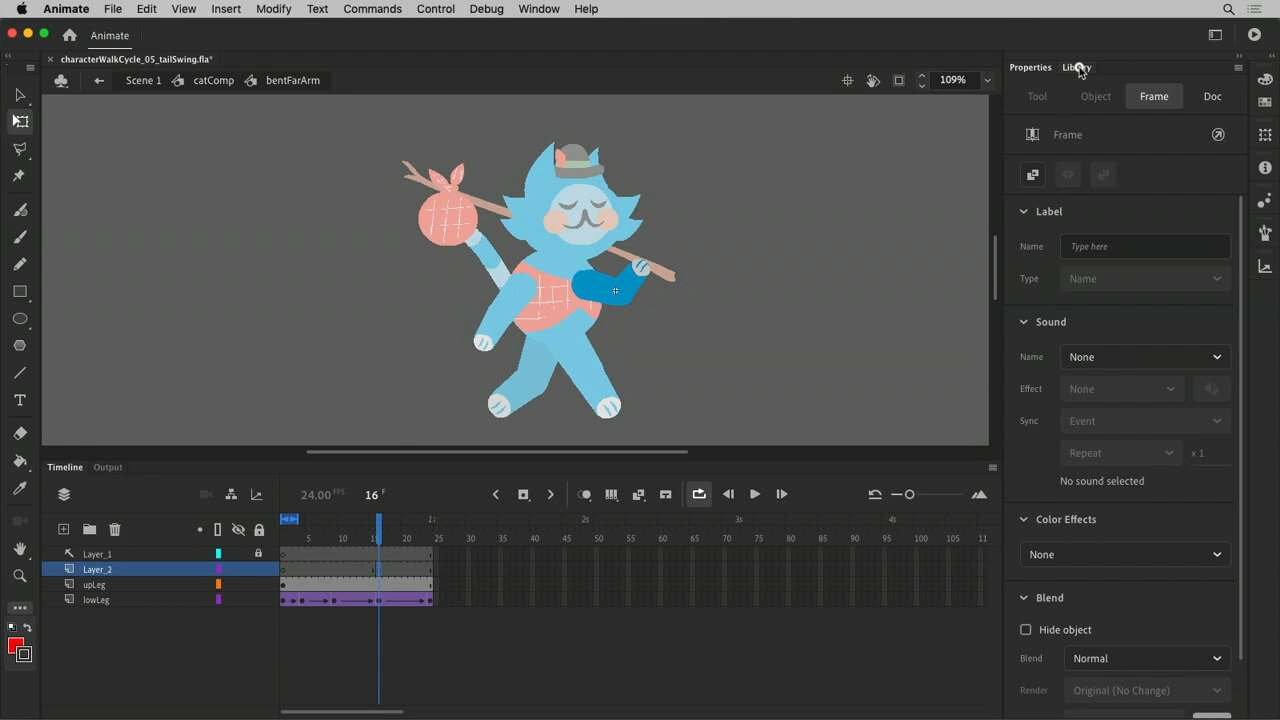 Animate File Edit View Insert Modify Text Commands Control Debug Window Help
Animate
characterWalkCycle_05_tailSwing.fla*
Scene 1 catComp bentFarArm 109%
Properties
Tool Object Frame Doc
Frame
Label
Name Type here
Type Name
Sound
Name None
Effect None
Sync Event
Repeat x 1
No sound selected
Color Effects
None
Blend
Hide object
Blend Normal
Render Original (No Change)
Timeline Output
24.00 FPS 16 F
1s 2s 3s 4s
5 10 15 20 25 30 35 40 45 50 55 60 65 70 75 80 85 90 95 100 105 11
Layer_1
Layer_2
upLeg
lowLeg